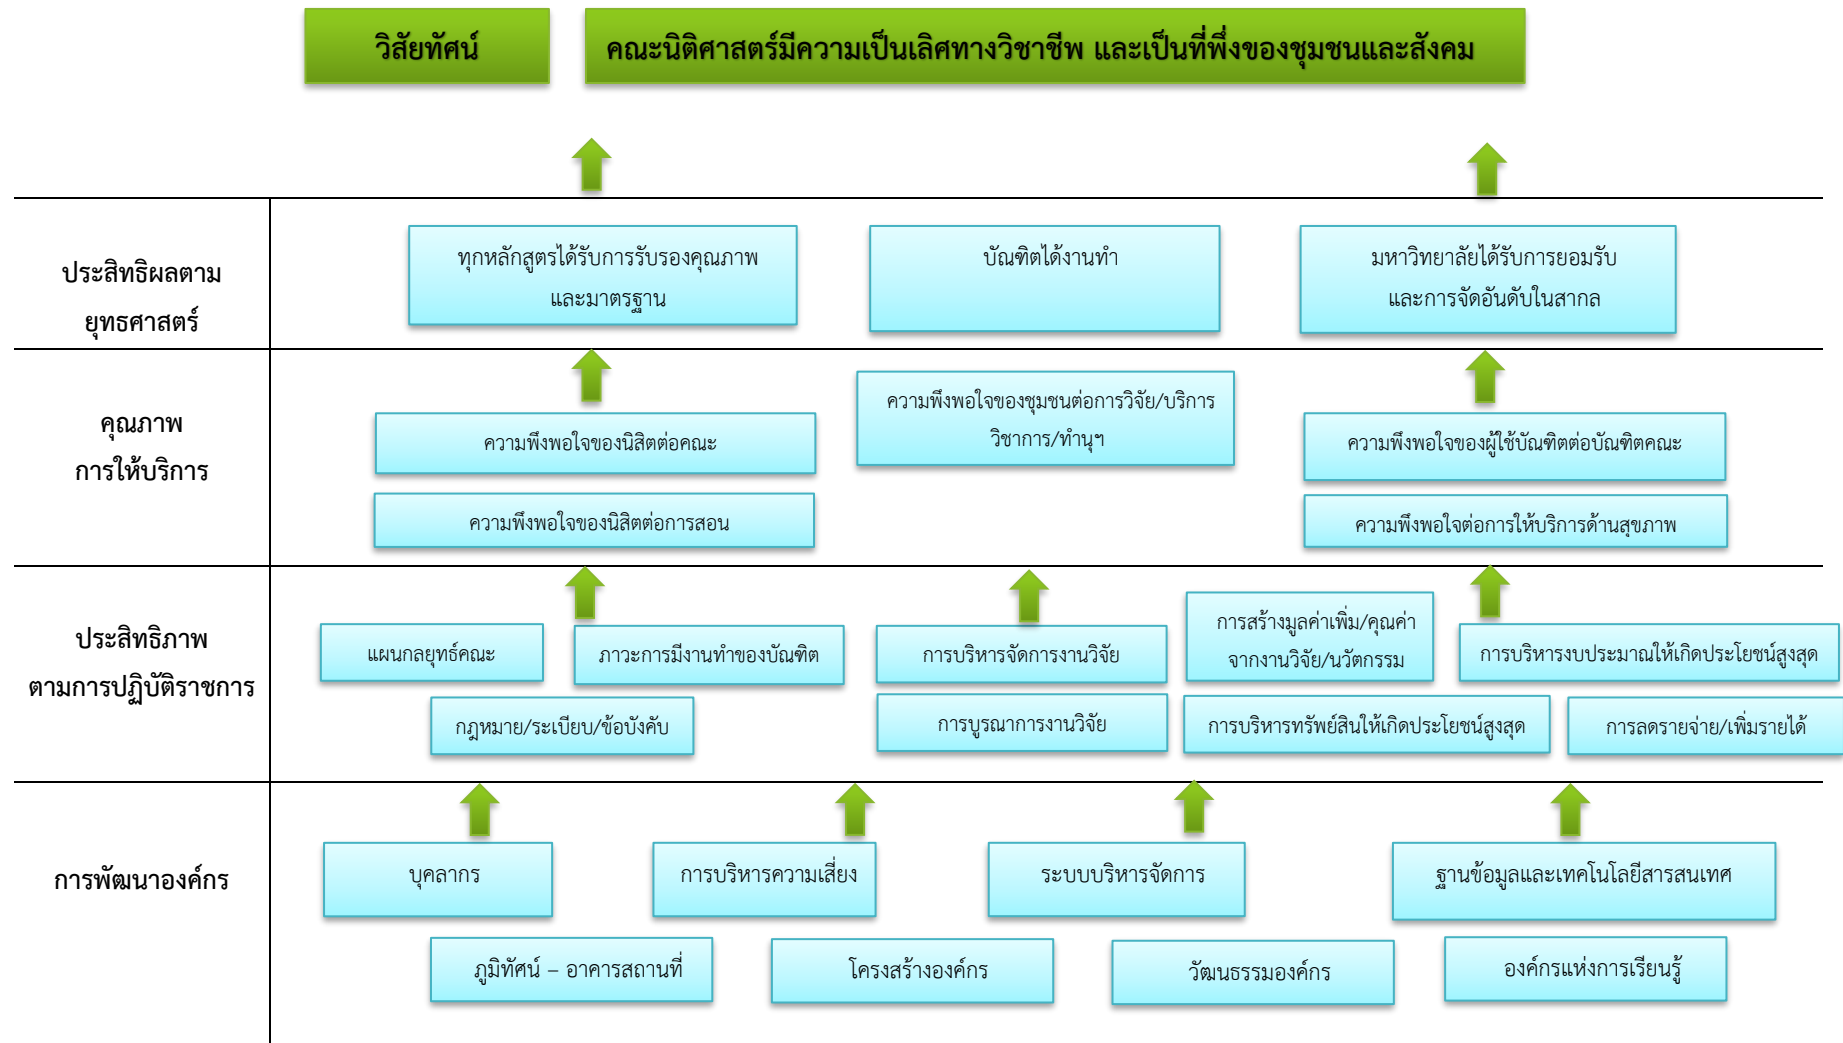 วิสัยทัศน์
คณะนิติศาสตร์มีความเป็นเลิศทางวิชาชีพ และเป็นที่พึ่งของชุมชนและสังคม
ประสิทธิผลตาม
ยุทธศาสตร์
ทุกหลักสูตรได้รับการรับรองคุณภาพ
และมาตรฐาน
บัณฑิตได้งานทำ
มหาวิทยาลัยได้รับการยอมรับ
และการจัดอันดับในสากล
คุณภาพ
การให้บริการ
ความพึงพอใจของนิสิตต่อคณะ
ความพึงพอใจของชุมชนต่อการวิจัย/บริการ
วิชาการ/ทำนุฯ
ความพึงพอใจของผู้ใช้บัณฑิตต่อบัณฑิตคณะ
ความพึงพอใจของนิสิตต่อการสอน
ความพึงพอใจต่อการให้บริการด้านสุขภาพ
ประสิทธิภาพ
ตามการปฏิบัติราชการ
แผนกลยุทธ์คณะ
ภาวะการมีงานทำของบัณฑิต
การบริหารจัดการงานวิจัย
การสร้างมูลค่าเพิ่ม/คุณค่า
จากงานวิจัย/นวัตกรรม
การบริหารงบประมาณให้เกิดประโยชน์สูงสุด
กฎหมาย/ระเบียบ/ข้อบังคับ
การบูรณาการงานวิจัย
การบริหารทรัพย์สินให้เกิดประโยชน์สูงสุด
การลดรายจ่าย/เพิ่มรายได้
การพัฒนาองค์กร
บุคลากร
การบริหารความเสี่ยง
ระบบบริหารจัดการ
ฐานข้อมูลและเทคโนโลยีสารสนเทศ
ภูมิทัศน์ – อาคารสถานที่
โครงสร้างองค์กร
วัฒนธรรมองค์กร
องค์กรแห่งการเรียนรู้